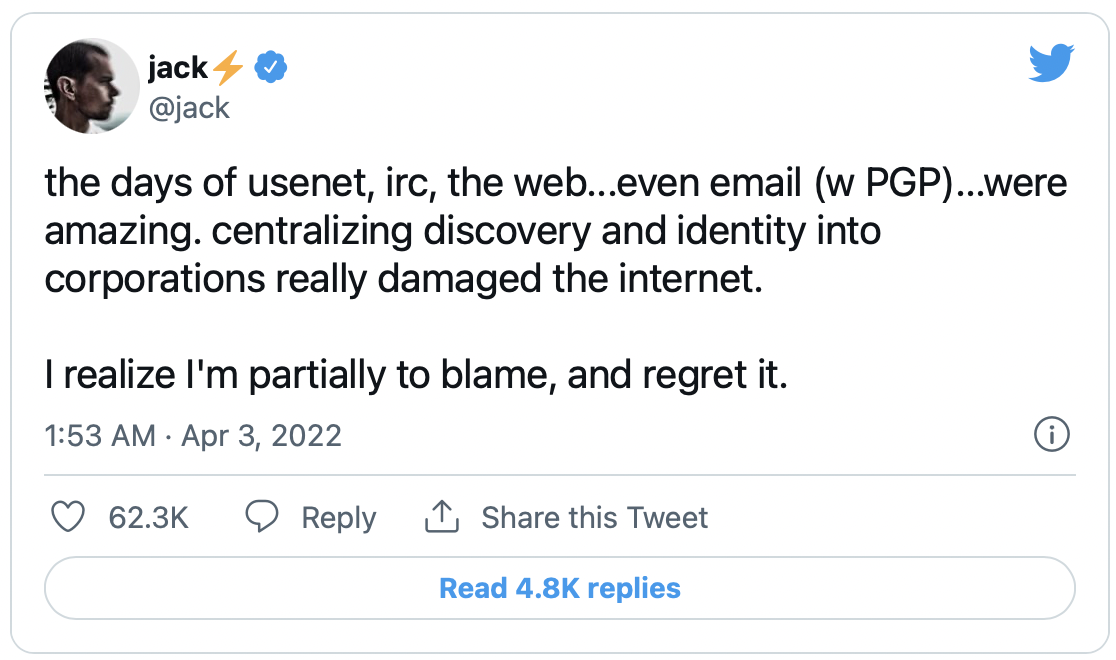 jack⚡
@jack
the days of usenet, irc, the web...even email (w PGP)...were
amazing. centralizing discovery and identity into
corporations really damaged the internet.
I realize I'm partially to blame, and regret it.
1:53 AM · Apr 3, 2022
62.3K Reply Share this Tweet
Read 4.8K replies